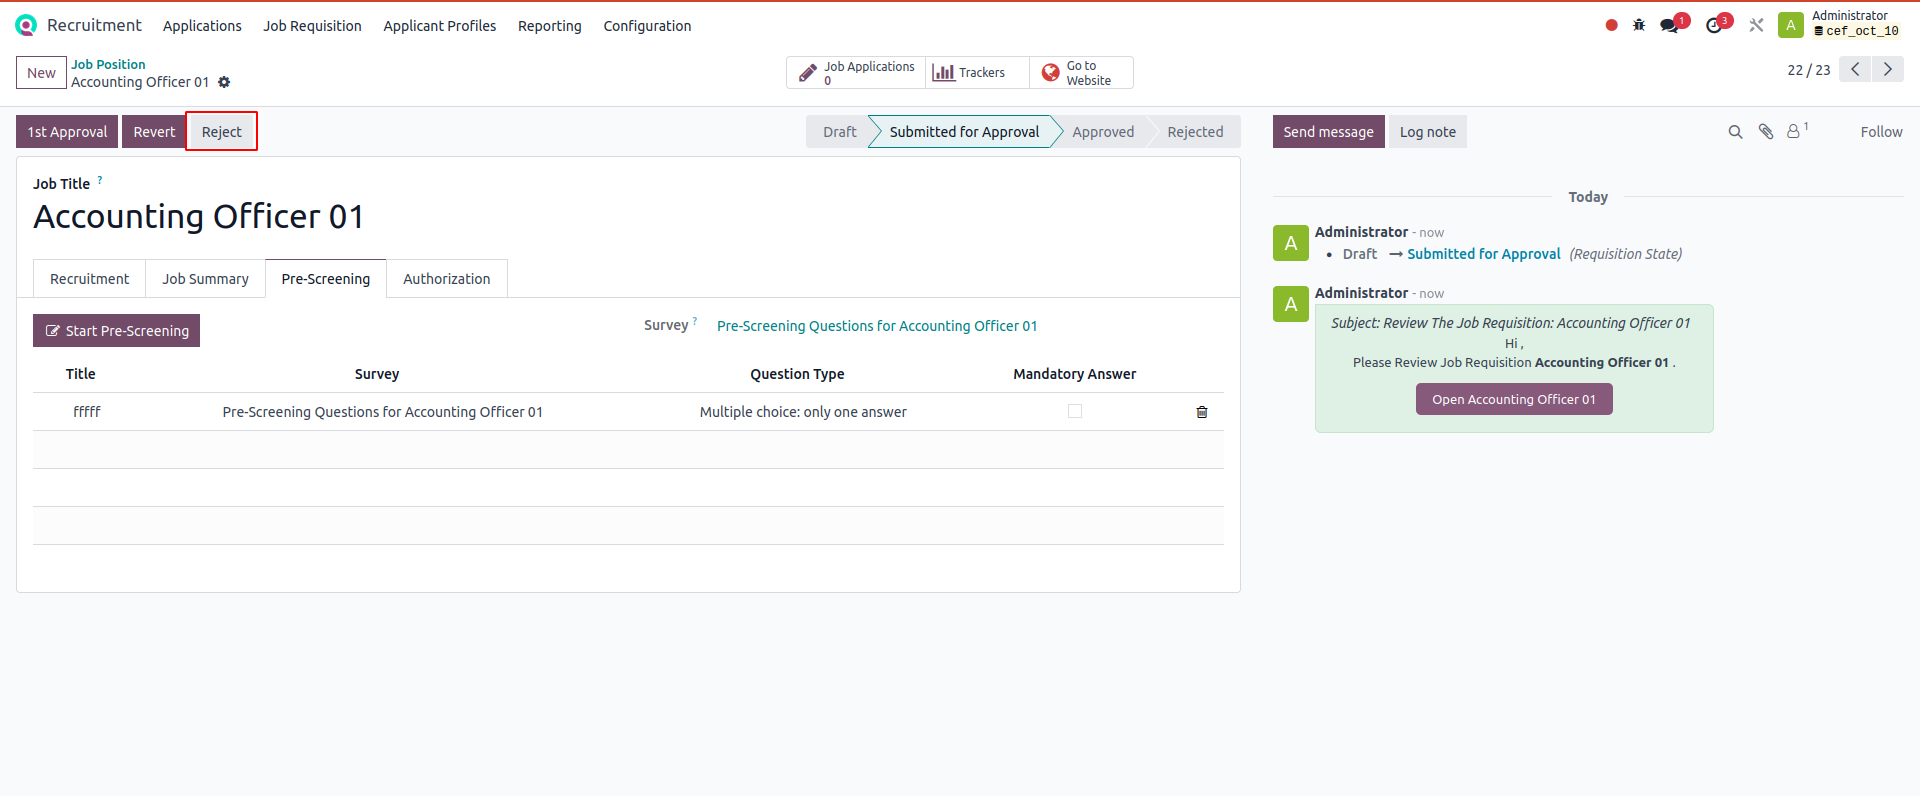 Recruitment Applications Job Requisition Applicant Profiles Reporting Configuration 1 3 A Administrator
cef_oct_10
New Job Position
Accounting Officer 01
Job Applications
0
Trackers
Go to
Website
22 / 23
1st Approval Revert Reject Draft Submitted for Approval Approved Rejected Send message Log note 1 Follow
Job Title ?
Accounting Officer 01
Recruitment Job Summary Pre-Screening Authorization
Start Pre-Screening Survey ? Pre-Screening Questions for Accounting Officer 01
Title Survey Question Type Mandatory Answer
fffff Pre-Screening Questions for Accounting Officer 01 Multiple choice: only one answer
Today
A Administrator - now
• Draft → Submitted for Approval (Requisition State)
A Administrator - now
Subject: Review The Job Requisition: Accounting Officer 01
Hi ,
Please Review Job Requisition Accounting Officer 01 .
Open Accounting Officer 01